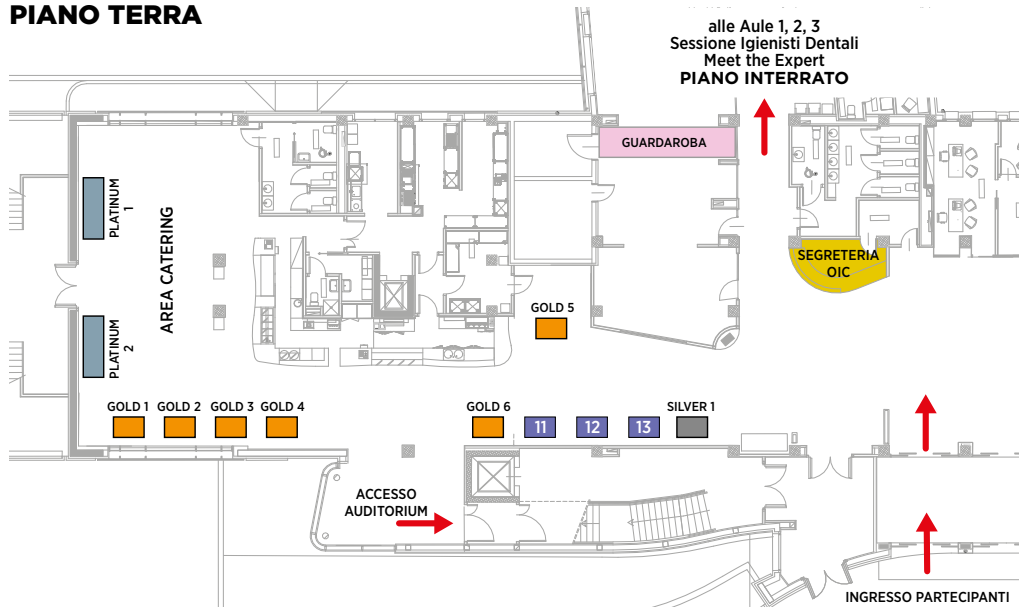 PIANO TERRA
alle Aule 1, 2, 3
Sessione Igienisti Dentali
Meet the Expert
PIANO INTERRATO
GUARDAROBA
PLATINUM
1
AREA CATERING
SEGRETERIA
OIC
PLATINUM
2
GOLD 5
GOLD 1
GOLD 2
GOLD 3
GOLD 4
GOLD 6
11
12
13
SILVER 1
ACCESSO
AUDITORIUM
INGRESSO PARTECIPANTI